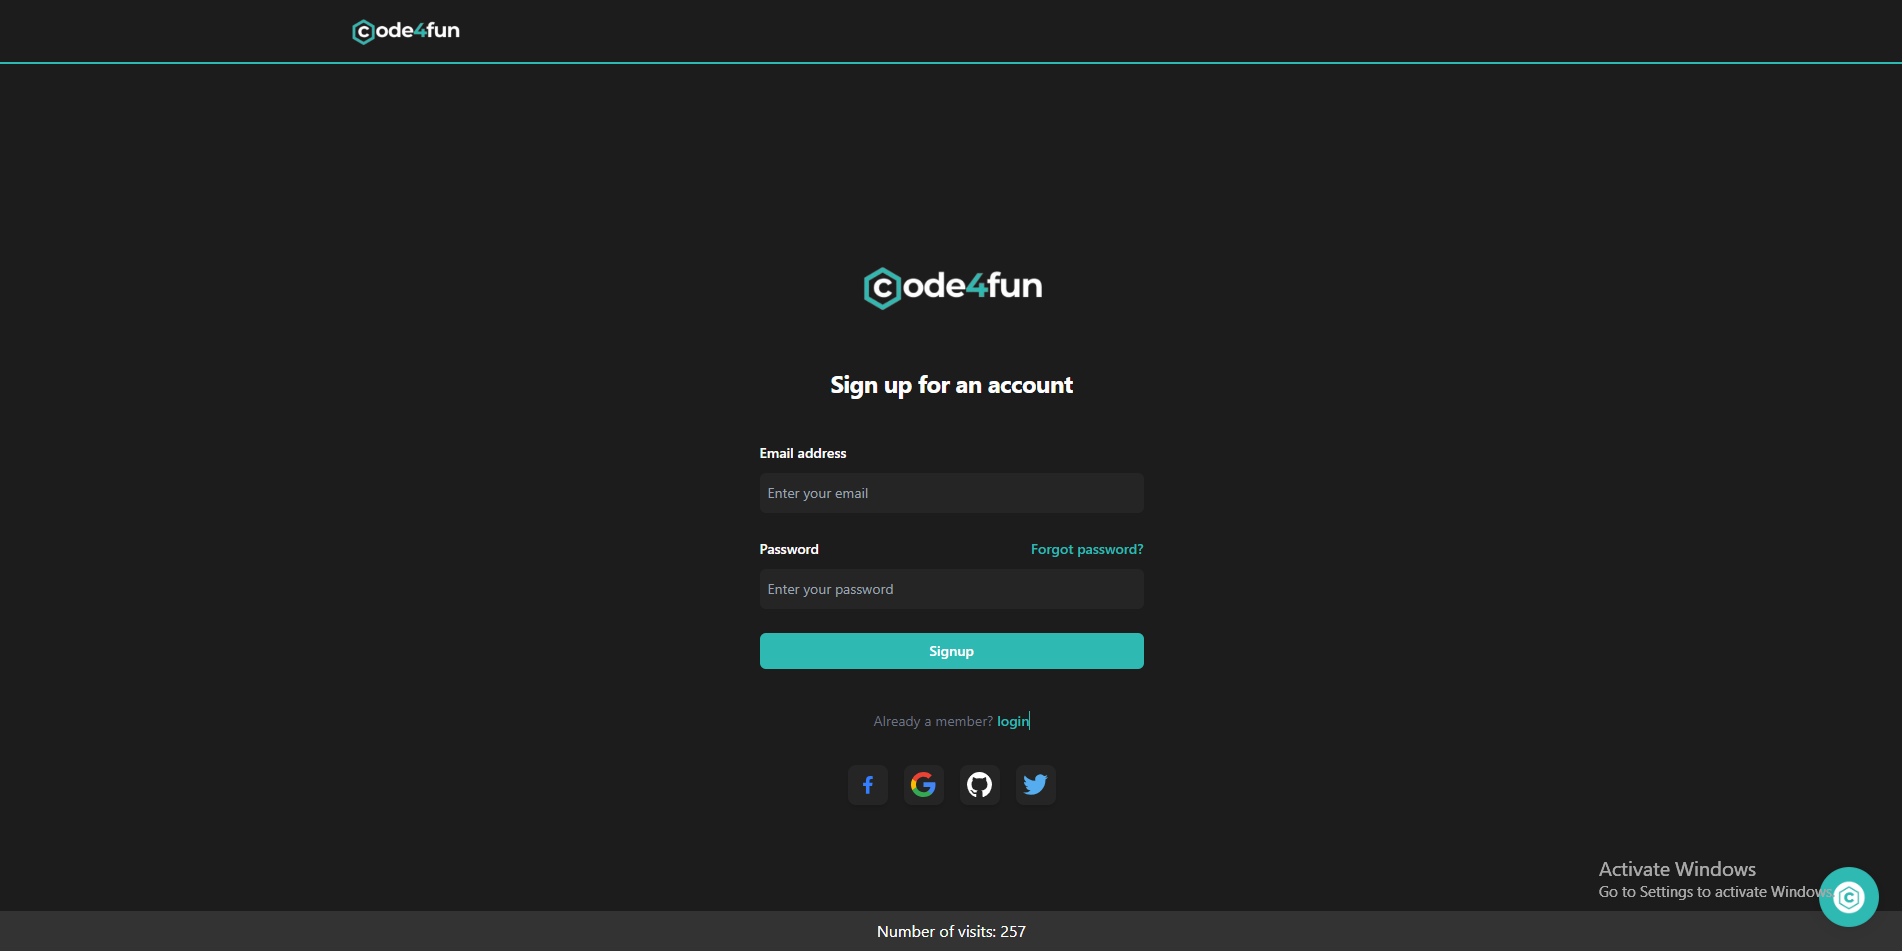 code4fun
code4fun
Sign up for an account
Email address
Enter your email
Password
Forgot password?
Enter your password
Signup
Already a member? login
Activate Windows
Go to Settings to activate Windows.
Number of visits: 257